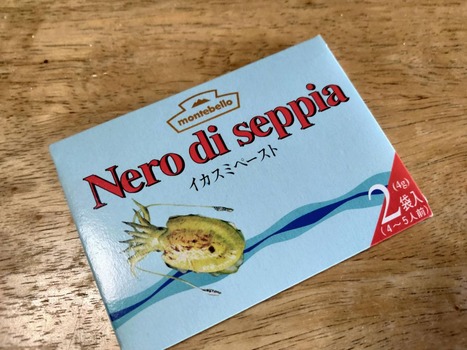 montebello
Nero di seppia
イカスミペースト
(4g)
2袋入
(4〜5人前)